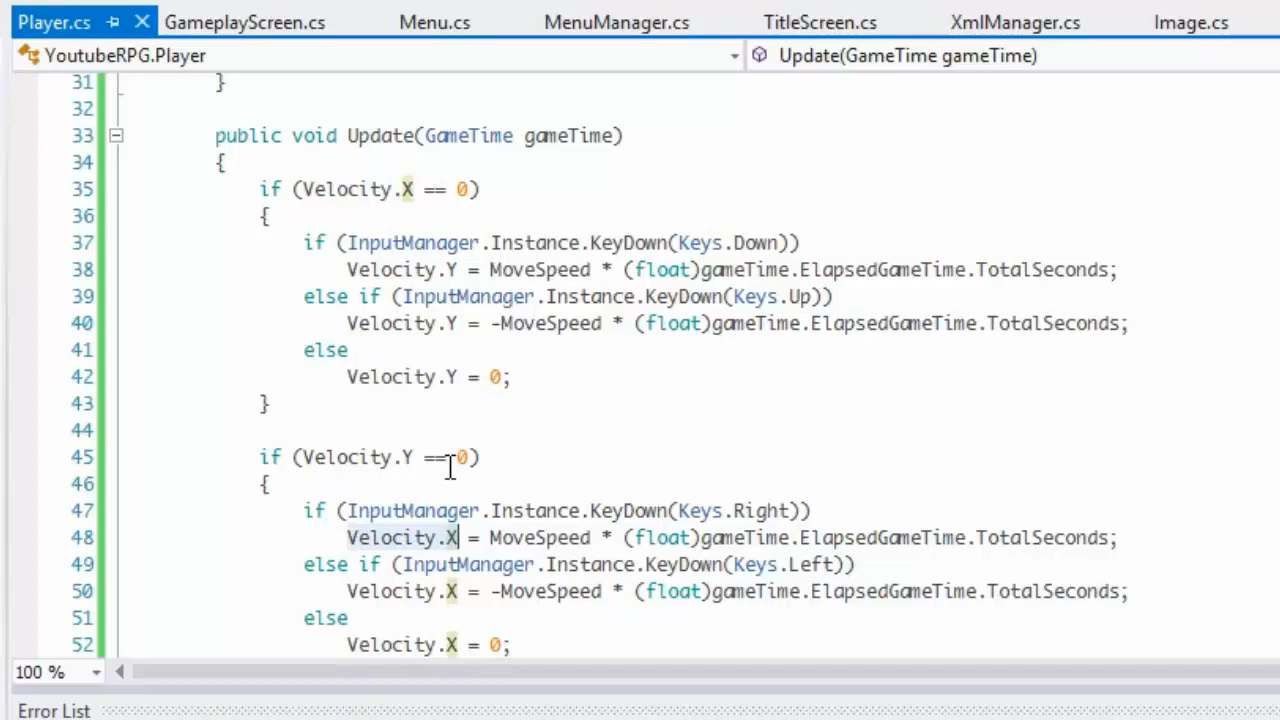 Player.cs GameplayScreen.cs Menu.cs MenuManager.cs TitleScreen.cs XmlManager.cs Image.cs
YoutubeRPG.Player Update(GameTime gameTime)
31 }
32
33 public void Update(GameTime gameTime)
34 {
35 if (Velocity.X == 0)
36 {
37 if (InputManager.Instance.KeyDown(Keys.Down))
38 Velocity.Y = MoveSpeed * (float)gameTime.ElapsedGameTime.TotalSeconds;
39 else if (InputManager.Instance.KeyDown(Keys.Up))
40 Velocity.Y = -MoveSpeed * (float)gameTime.ElapsedGameTime.TotalSeconds;
41 else
42 Velocity.Y = 0;
43 }
44
45 if (Velocity.Y == 0)
46 {
47 if (InputManager.Instance.KeyDown(Keys.Right))
48 Velocity.X = MoveSpeed * (float)gameTime.ElapsedGameTime.TotalSeconds;
49 else if (InputManager.Instance.KeyDown(Keys.Left))
50 Velocity.X = -MoveSpeed * (float)gameTime.ElapsedGameTime.TotalSeconds;
51 else
52 Velocity.X = 0;
100 %
Error List